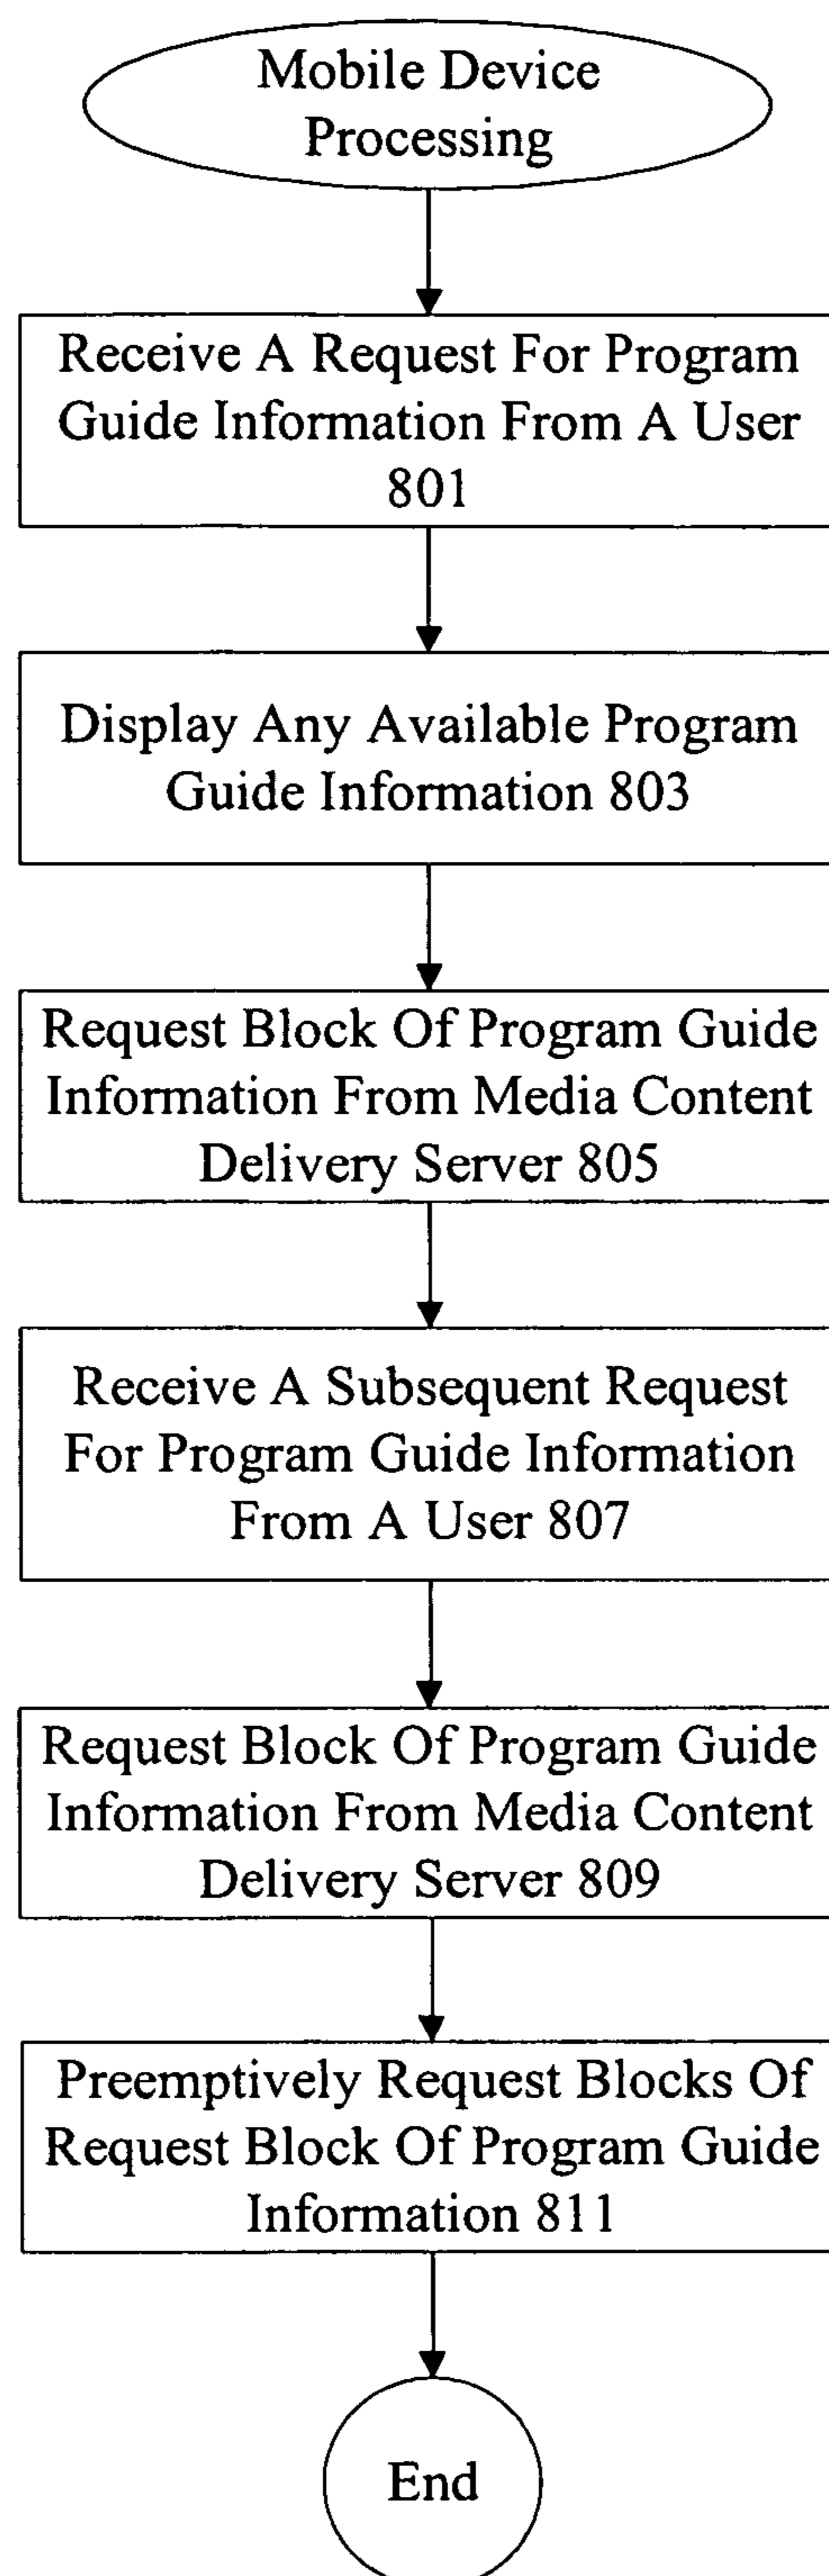 Mobile Device
Processing
Receive A Request For Program
Guide Information From A User
801
Display Any Available Program
Guide Information 803
Request Block Of Program Guide
Information From Media Content
Delivery Server 805
Receive A Subsequent Request
For Program Guide Information
From A User 807
Request Block Of Program Guide
Information From Media Content
Delivery Server 809
Preemptively Request Blocks Of
Request Block Of Program Guide
Information 811
End